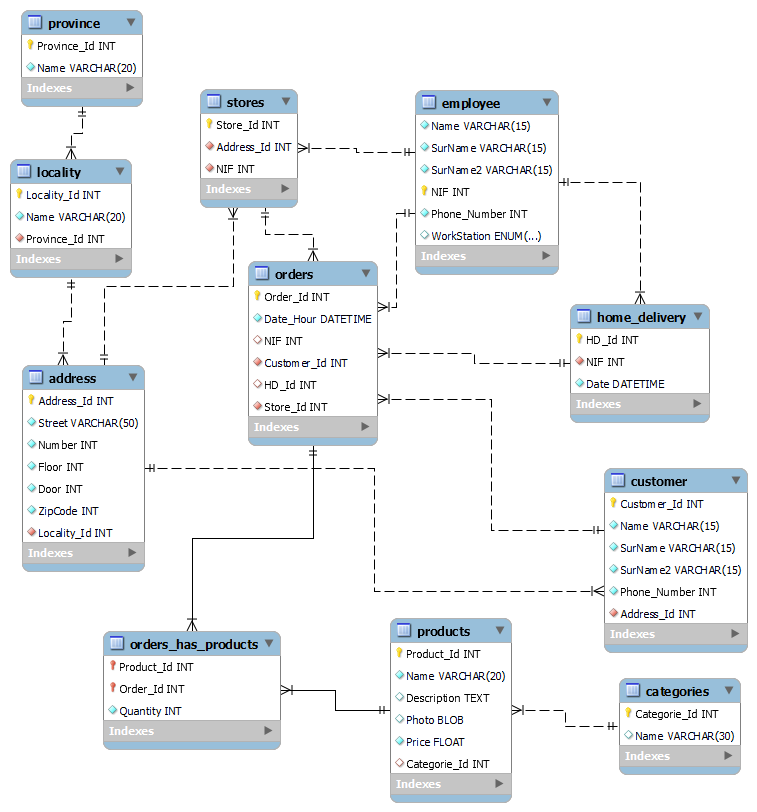 province
Province_Id INT
Name VARCHAR(20)
Indexes
locality
Locality_Id INT
Name VARCHAR(20)
Province_Id INT
Indexes
stores
Store_Id INT
Address_Id INT
NIF INT
Indexes
employee
Name VARCHAR(15)
SurName VARCHAR(15)
SurName2 VARCHAR(15)
NIF INT
Phone_Number INT
WorkStation ENUM(...)
Indexes
orders
Order_Id INT
Date_Hour DATETIME
NIF INT
Customer_Id INT
HD_Id INT
Store_Id INT
Indexes
home_delivery
HD_Id INT
NIF INT
Date DATETIME
Indexes
address
Address_Id INT
Street VARCHAR(50)
Number INT
Floor INT
Door INT
ZipCode INT
Locality_Id INT
Indexes
customer
Customer_Id INT
Name VARCHAR(15)
SurName VARCHAR(15)
SurName2 VARCHAR(15)
Phone_Number INT
Address_Id INT
Indexes
orders_has_products
Product_Id INT
Order_Id INT
Quantity INT
Indexes
products
Product_Id INT
Name VARCHAR(20)
Description TEXT
Photo BLOB
Price FLOAT
Categorie_Id INT
Indexes
categories
Categorie_Id INT
Name VARCHAR(30)
Indexes